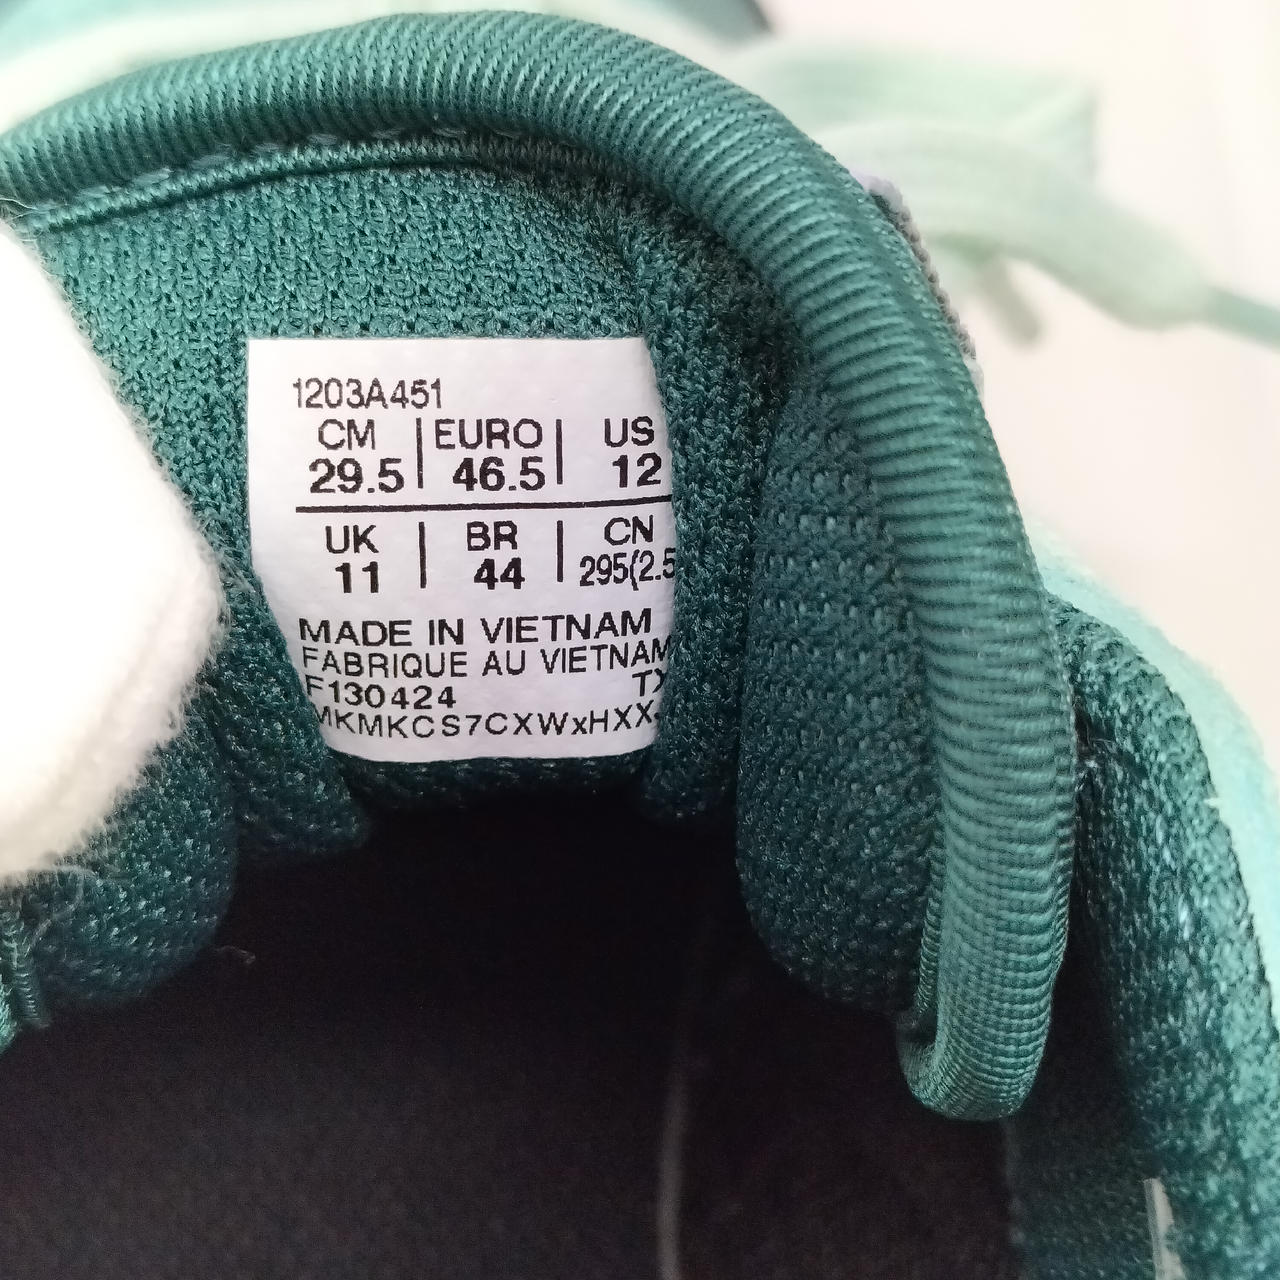 1203A451
CM | EURO | US
29.5 | 46.5 | 12
UK | BR | CN
11 | 44 | 295(2.5
MADE IN VIETNAM
FABRIQUE AU VIETNAM
F130424 TX
MKMKCS7CXWxHXX